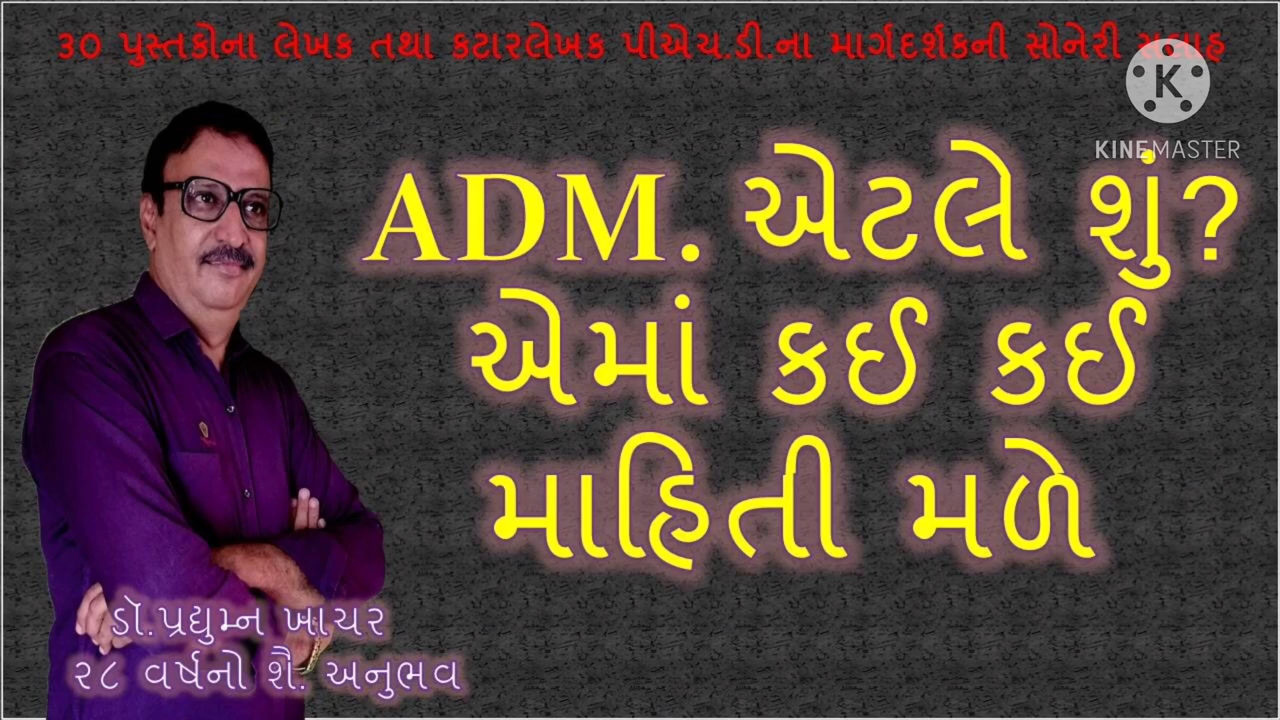 ૩૦ પુસ્તકોના લેખક તથા કટારલેખક પીએચ.ડી.ના માર્ગદર્શકની સોનેરી સલાહ
KINEMASTER
ADM. એટલે શું?
એમાં કઈ કઈ
માહિતી મળે
ડૉ.પ્રદ્યુમ્ન ખાચર
૨૮ વર્ષનો શૈ. અનુભવ